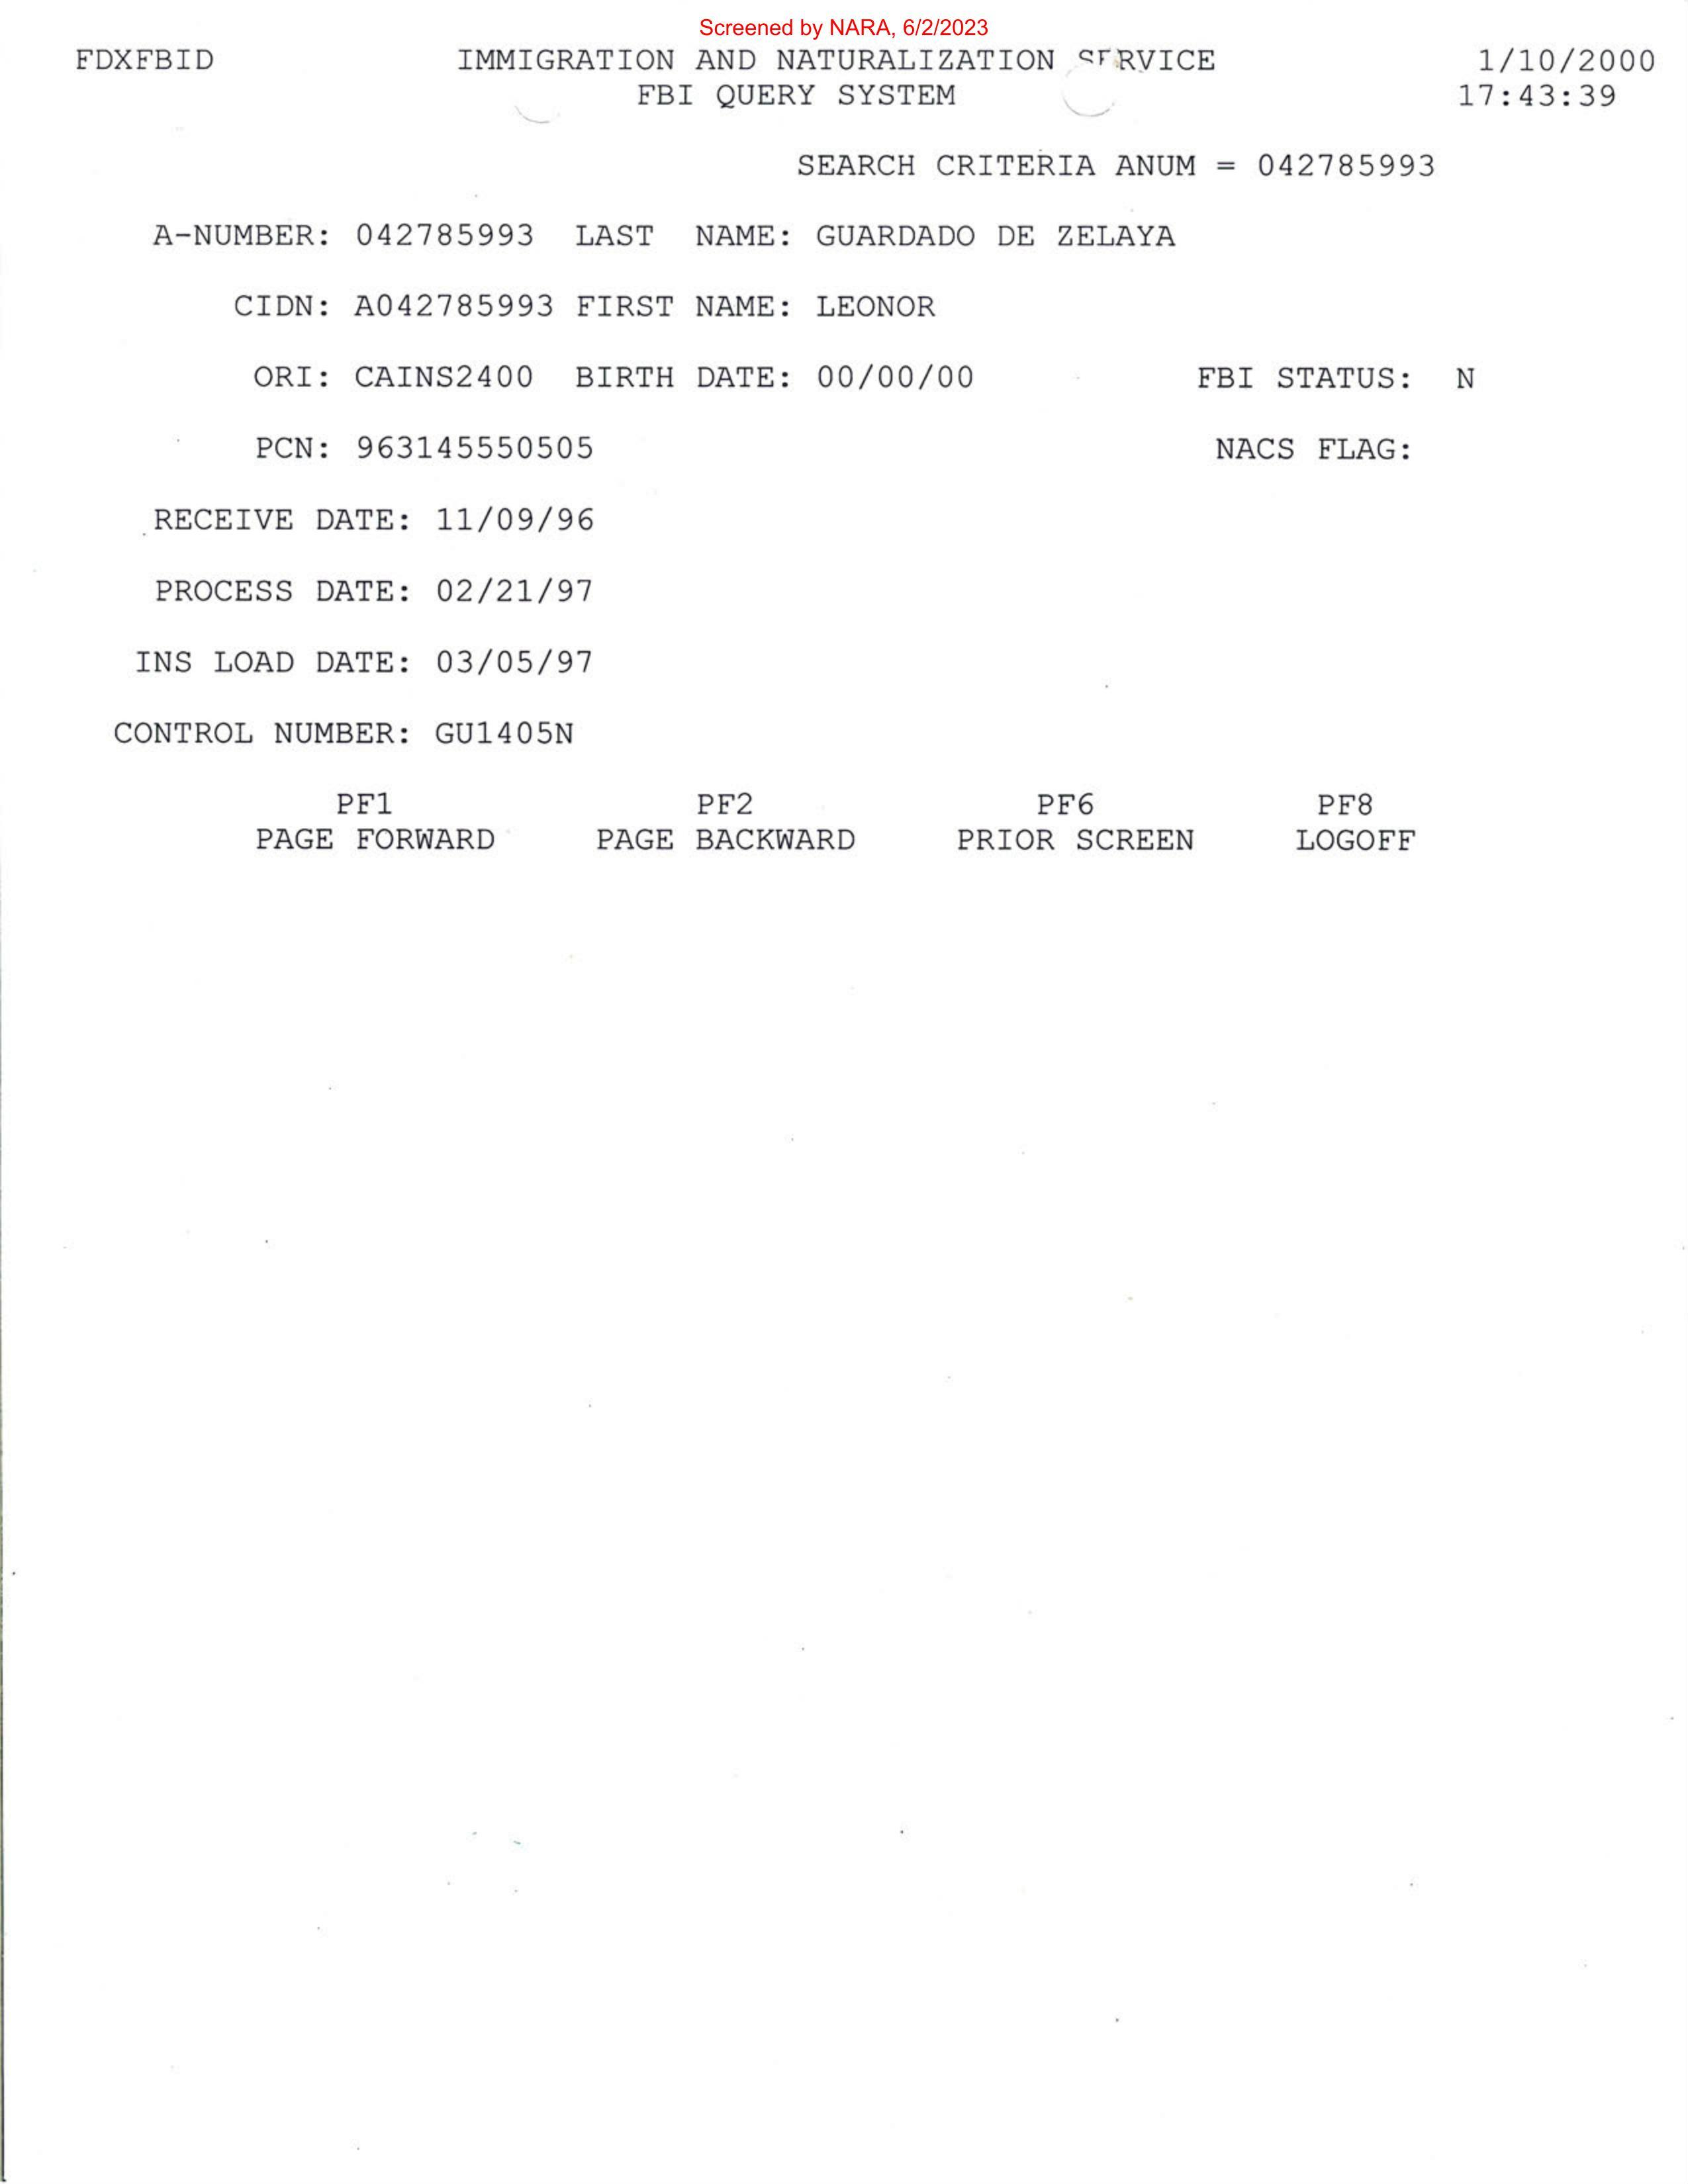 Screened by NARA, 6/2/2023
FDXFBID IMMIGRATION AND NATURALIZATION SERVICE 1/10/2000
FBI QUERY SYSTEM 17:43:39
SEARCH CRITERIA ANUM = 042785993
A-NUMBER: 042785993 LAST NAME: GUARDADO DE ZELAYA
CIDN: A042785993 FIRST NAME: LEONOR
ORI: CAINS2400 BIRTH DATE: 00/00/00 FBI STATUS: N
PCN: 963145550505 NACS FLAG:
RECEIVE DATE: 11/09/96
PROCESS DATE: 02/21/97
INS LOAD DATE: 03/05/97
CONTROL NUMBER: GU1405N
PF1 PF2 PF6 PF8
PAGE FORWARD PAGE BACKWARD PRIOR SCREEN LOGOFF